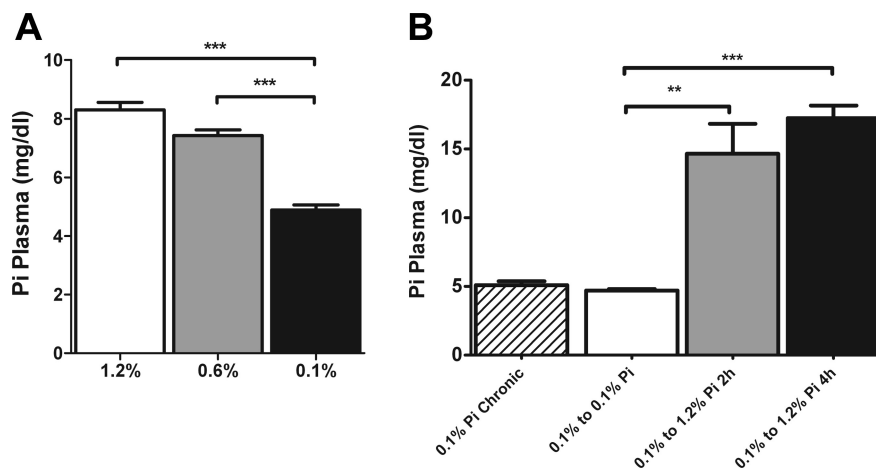 A
Pi Plasma (mg/dl)
10
8
6
4
2
0
***
***
1.2%
0.6%
0.1%
B
Pi Plasma (mg/dl)
20
15
10
5
0
***
**
0.1% Pi Chronic
0.1% to 0.1% Pi
0.1% to 1.2% Pi 2h
0.1% to 1.2% Pi 4h